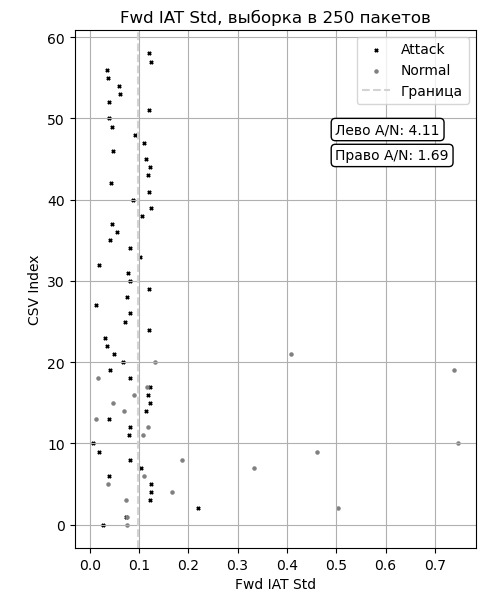 Fwd IAT Std, выборка в 250 пакетов
Attack
Normal
Граница
Лево A/N: 4.11
Право A/N: 1.69
60
50
40
30
20
10
0
CSV Index
0.0 0.1 0.2 0.3 0.4 0.5 0.6 0.7
Fwd IAT Std